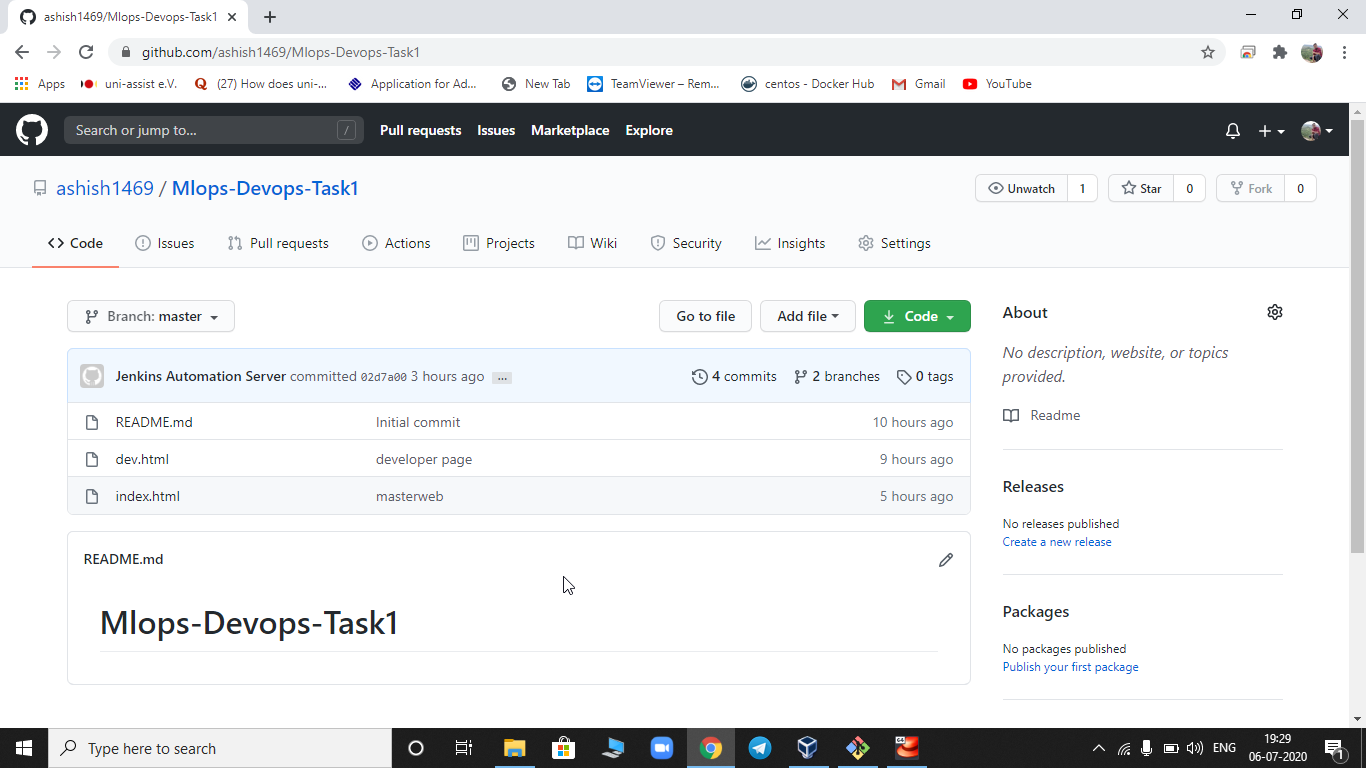 ashish1469/Mlops-Devops-Task1
github.com/ashish1469/Mlops-Devops-Task1
Apps uni-assist e.V. (27) How does uni-... Application for Ad... New Tab TeamViewer – Rem... centos - Docker Hub Gmail YouTube
Search or jump to... / Pull requests Issues Marketplace Explore
ashish1469 / Mlops-Devops-Task1 Unwatch 1 Star 0 Fork 0
Code Issues Pull requests Actions Projects Wiki Security Insights Settings
Branch: master Go to file Add file Code About
No description, website, or topics
provided.
Jenkins Automation Server committed 02d7a00 3 hours ago ... 4 commits 2 branches 0 tags
Readme
README.md Initial commit 10 hours ago
dev.html developer page 9 hours ago
index.html masterweb 5 hours ago
Releases
No releases published
Create a new release
README.md
Mlops-Devops-Task1
Packages
No packages published
Publish your first package
Type here to search
64
ENG
19:29
06-07-2020
1